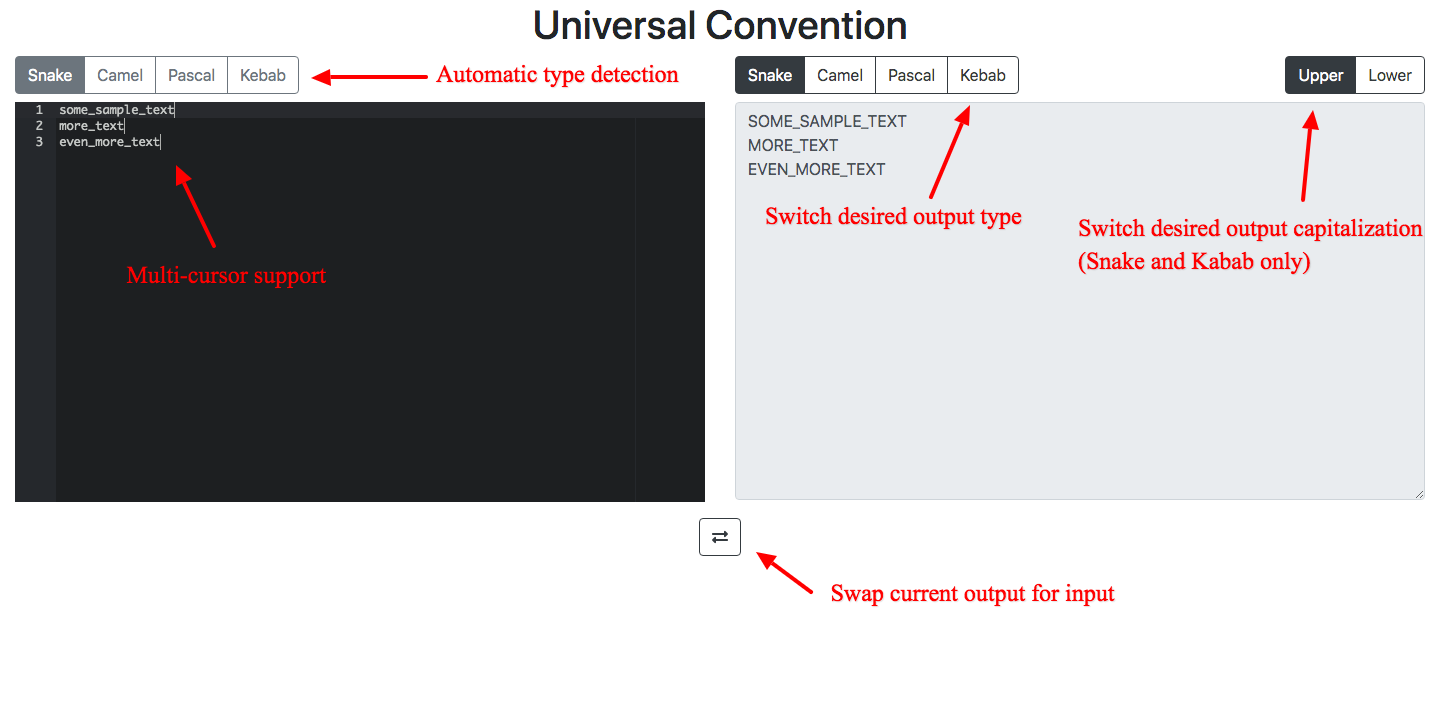 Universal Convention
Snake Camel Pascal Kebab
Automatic type detection
Snake Camel Pascal Kebab
Upper Lower
1 some_sample_text
2 more_text
3 even_more_text
Multi-cursor support
SOME_SAMPLE_TEXT
MORE_TEXT
EVEN_MORE_TEXT
Switch desired output type
Switch desired output capitalization
(Snake and Kabab only)
Swap current output for input